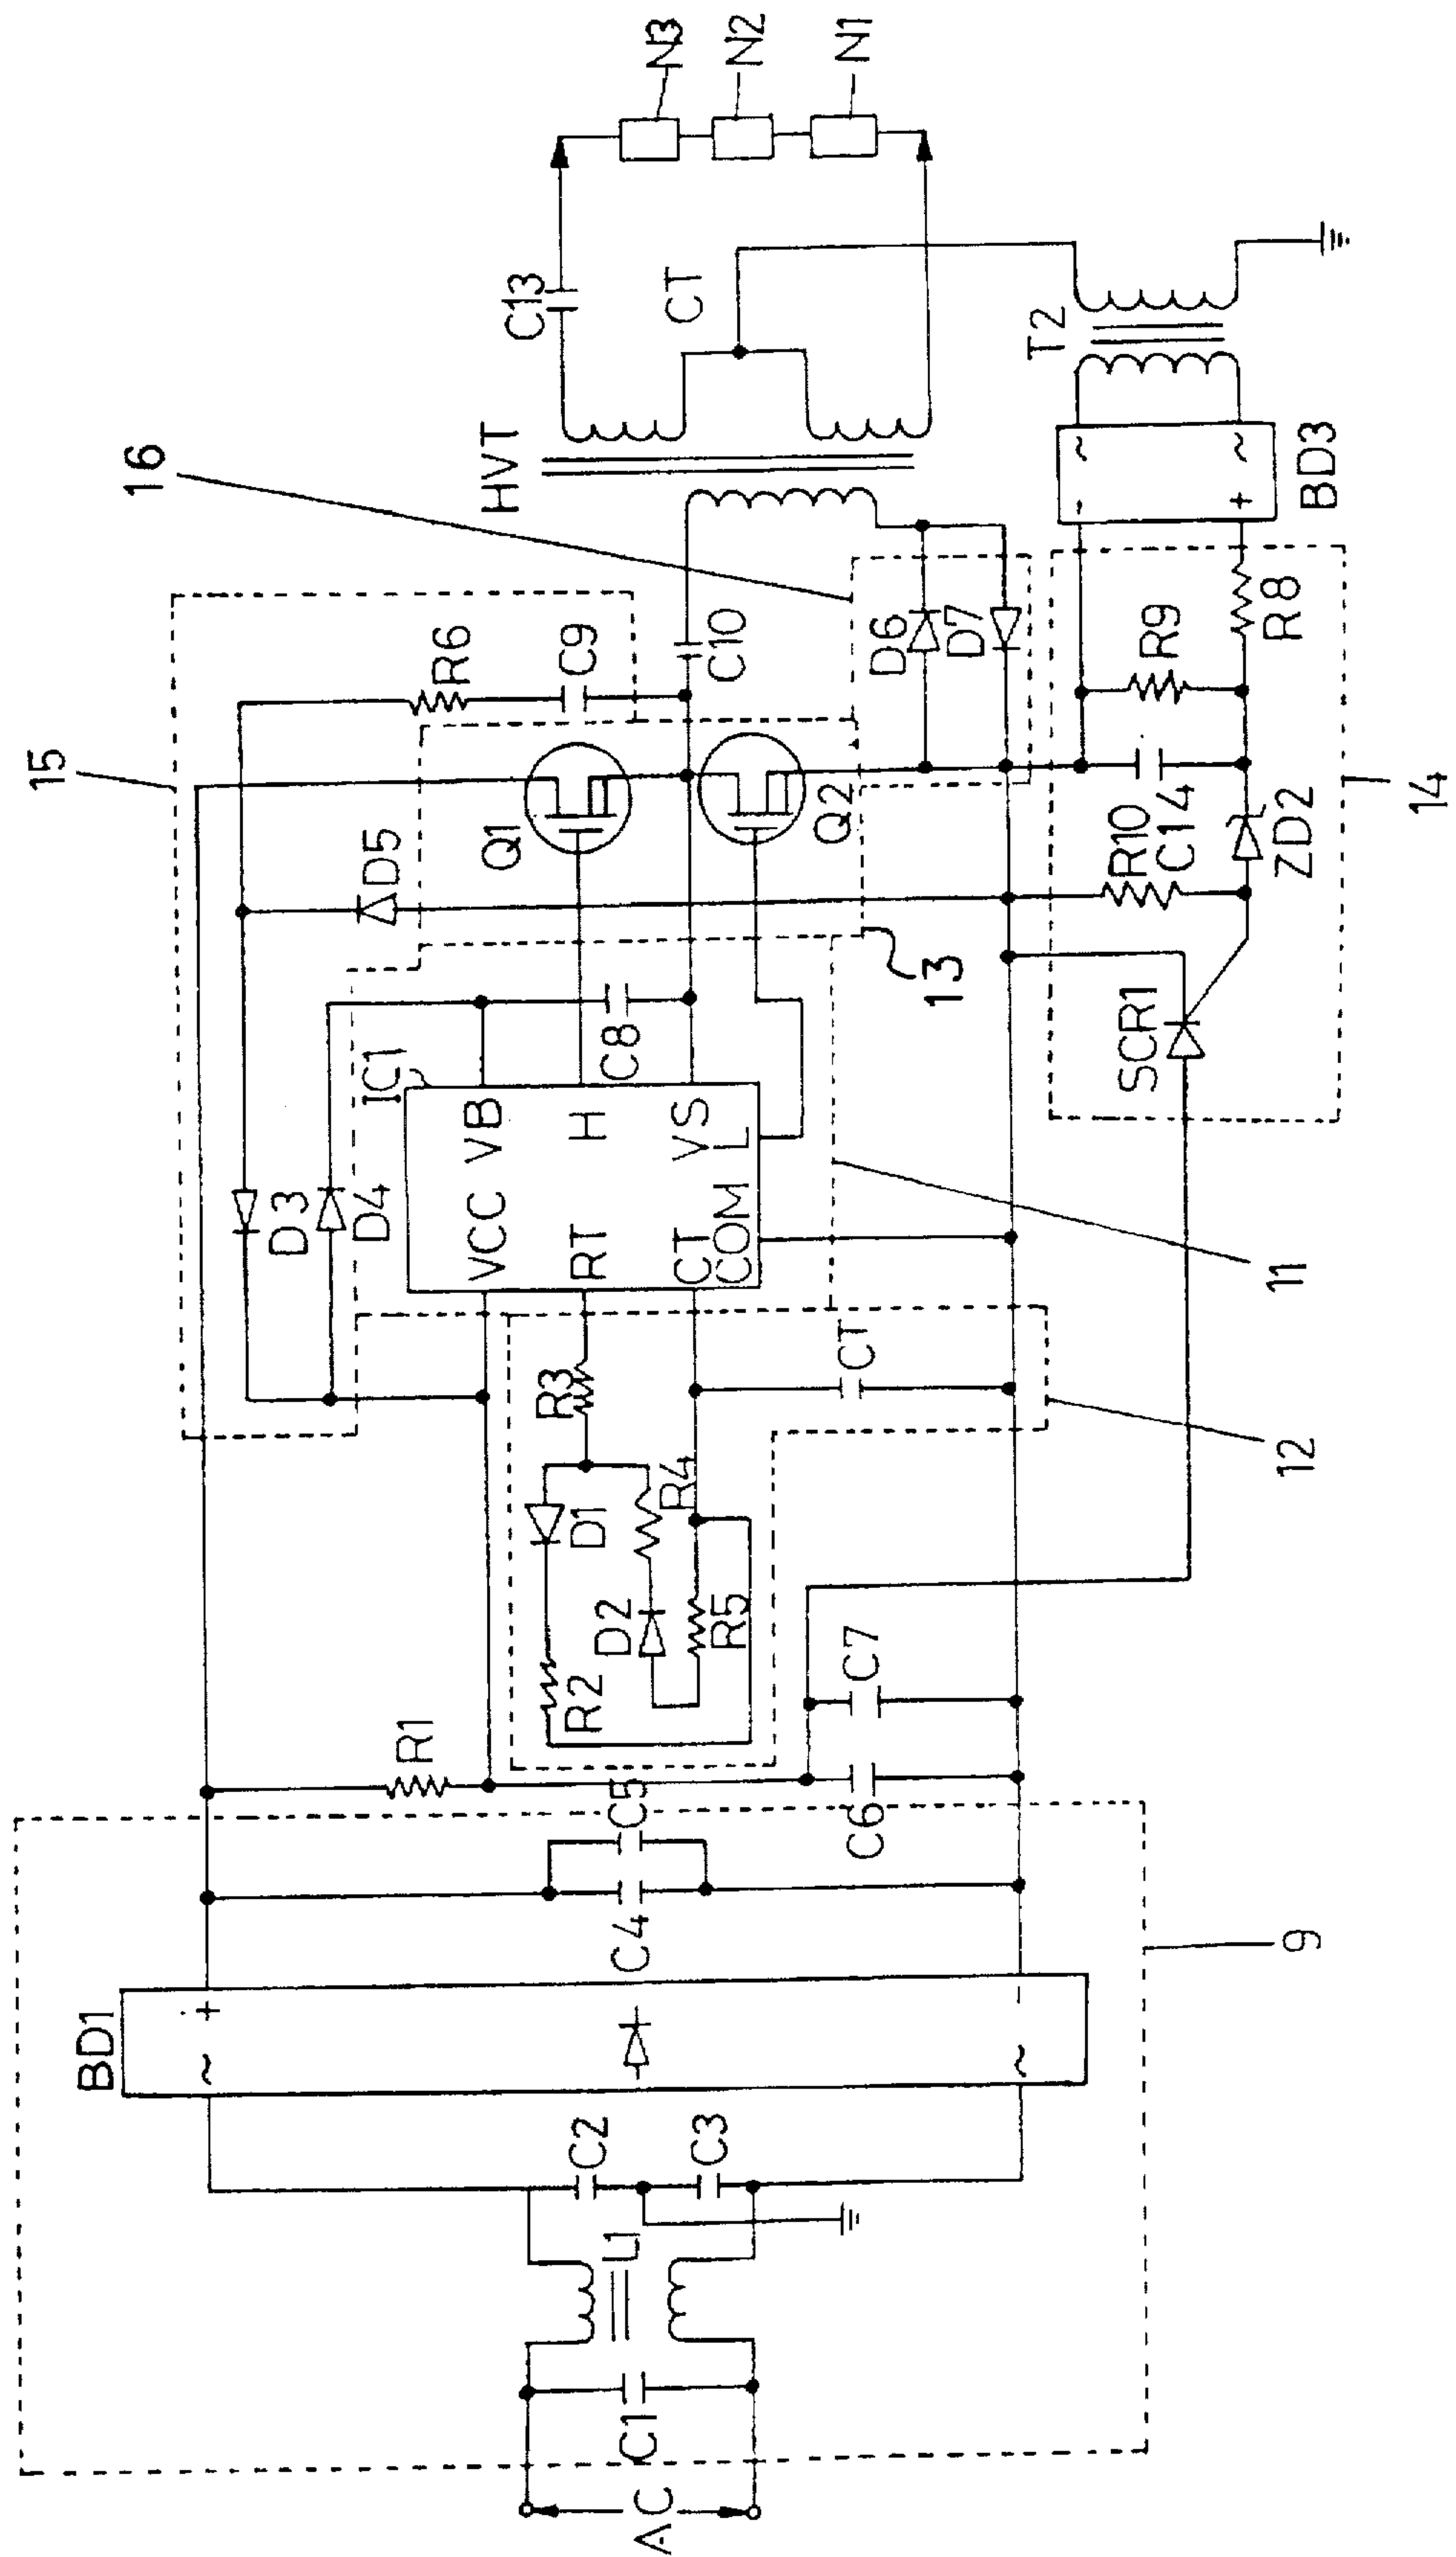 15
16
R6
C9
D5
Q1
Q2
C10
HVT
C13
CT
N3
N2
N1
D6
D7
T2
BD3
~
~
-
+
R8
R9
R10
C14
ZD2
14
SCR1
13
D3
D4
IC1
C8
VCC VB
RT H
CT VS
COM L
11
12
CT
R3
D1
R4
D2
R5
R2
R1
C7
C6
C5
C4
9
BD1
~ +
~ -
C2
C3
L1
C1
AC